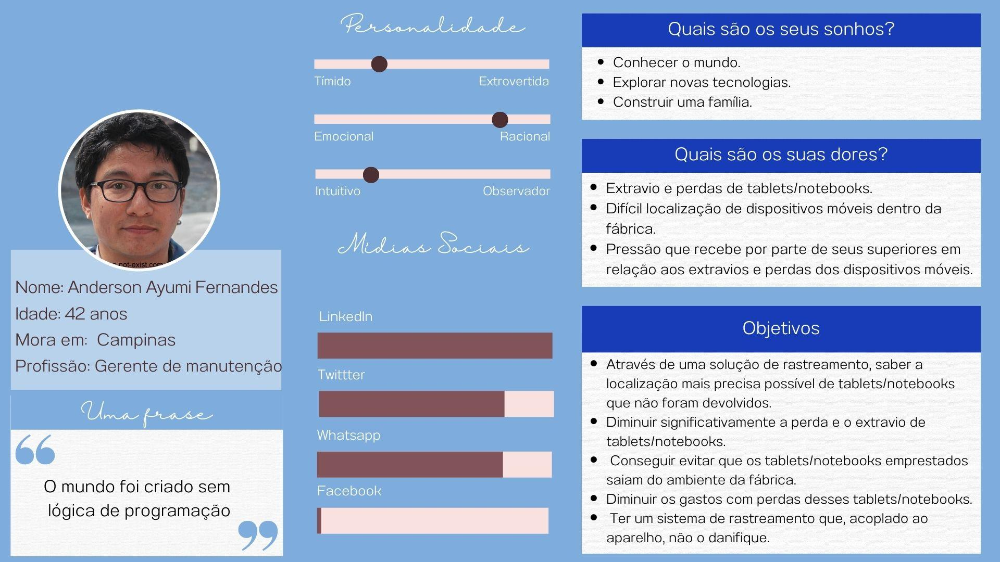 -not-exist.com
Nome: Anderson Ayumi Fernandes
Idade: 42 anos
Mora em:  Campinas
Profissão: Gerente de manutenção
Uma frase
“
O mundo foi criado sem
lógica de programação
”
Personalidade
Tímido Extrovertida
Emocional Racional
Intuitivo Observador
Mídias Sociais
LinkedIn
Twittter
Whatsapp
Facebook
Quais são os seus sonhos?
• Conhecer o mundo.
• Explorar novas tecnologias.
• Construir uma família.
Quais são os suas dores?
• Extravio e perdas de tablets/notebooks.
• Difícil localização de dispositivos móveis dentro da
fábrica.
• Pressão que recebe por parte de seus superiores em
relação aos extravios e perdas dos dispositivos móveis.
Objetivos
• Através de uma solução de rastreamento, saber a
localização mais precisa possível de tablets/notebooks
que não foram devolvidos.
• Diminuir significativamente a perda e o extravio de
tablets/notebooks.
• Conseguir evitar que os tablets/notebooks emprestados
saiam do ambiente da fábrica.
• Diminuir os gastos com perdas desses tablets/notebooks.
• Ter um sistema de rastreamento que, acoplado ao
aparelho, não o danifique.